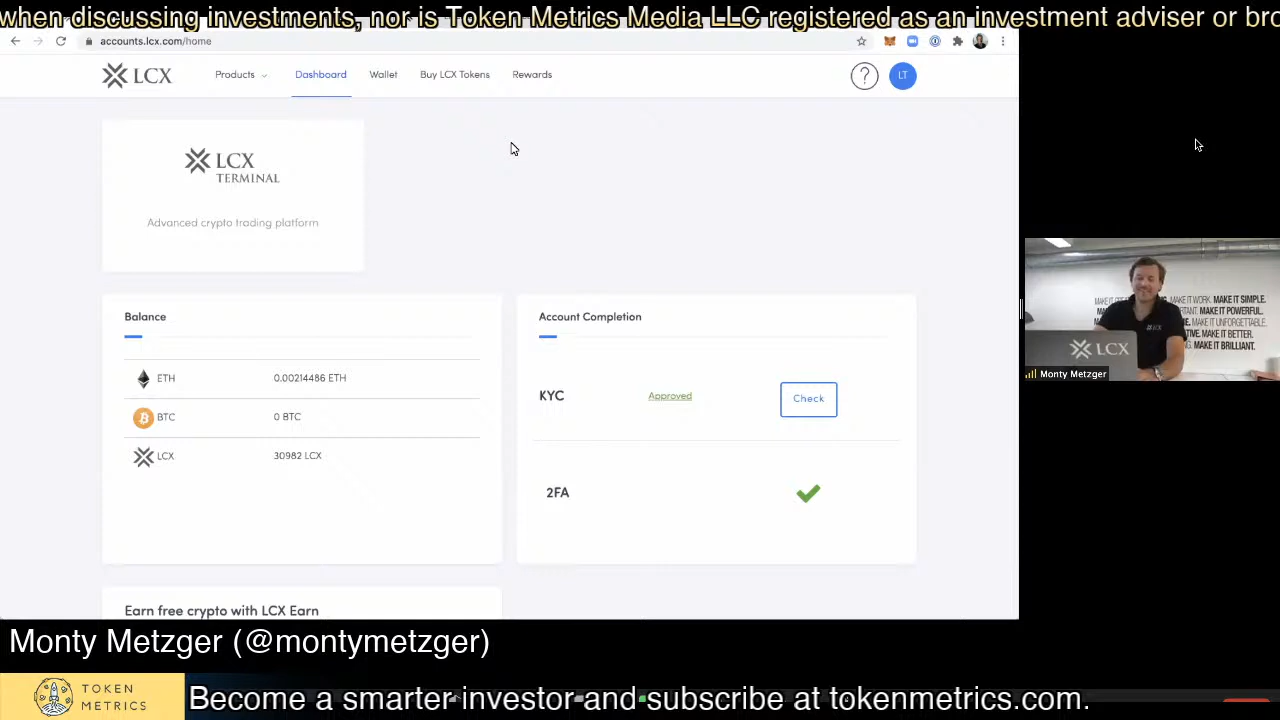 when discussing investments, nor is Token Metrics Media LLC registered as an investment adviser or bro
accounts.lcx.com/home
LCX
Products
Dashboard
Wallet
Buy LCX Tokens
Rewards
?
LT
LCX
TERMINAL
Advanced crypto trading platform
Balance
ETH
0.00214486 ETH
BTC
0 BTC
LCX
30982 LCX
Account Completion
KYC
Approved
Check
2FA
Earn free crypto with LCX Earn
MAKE IT WORK. MAKE IT SIMPLE.
MAKE IT POWERFUL.
MAKE IT UNFORGETTABLE.
MAKE IT BETTER.
MAKE IT BRILLIANT.
LCX
LCX
Monty Metzger
Monty Metzger (@montymetzger)
TOKEN
METRICS
Become a smarter investor and subscribe at tokenmetrics.com.